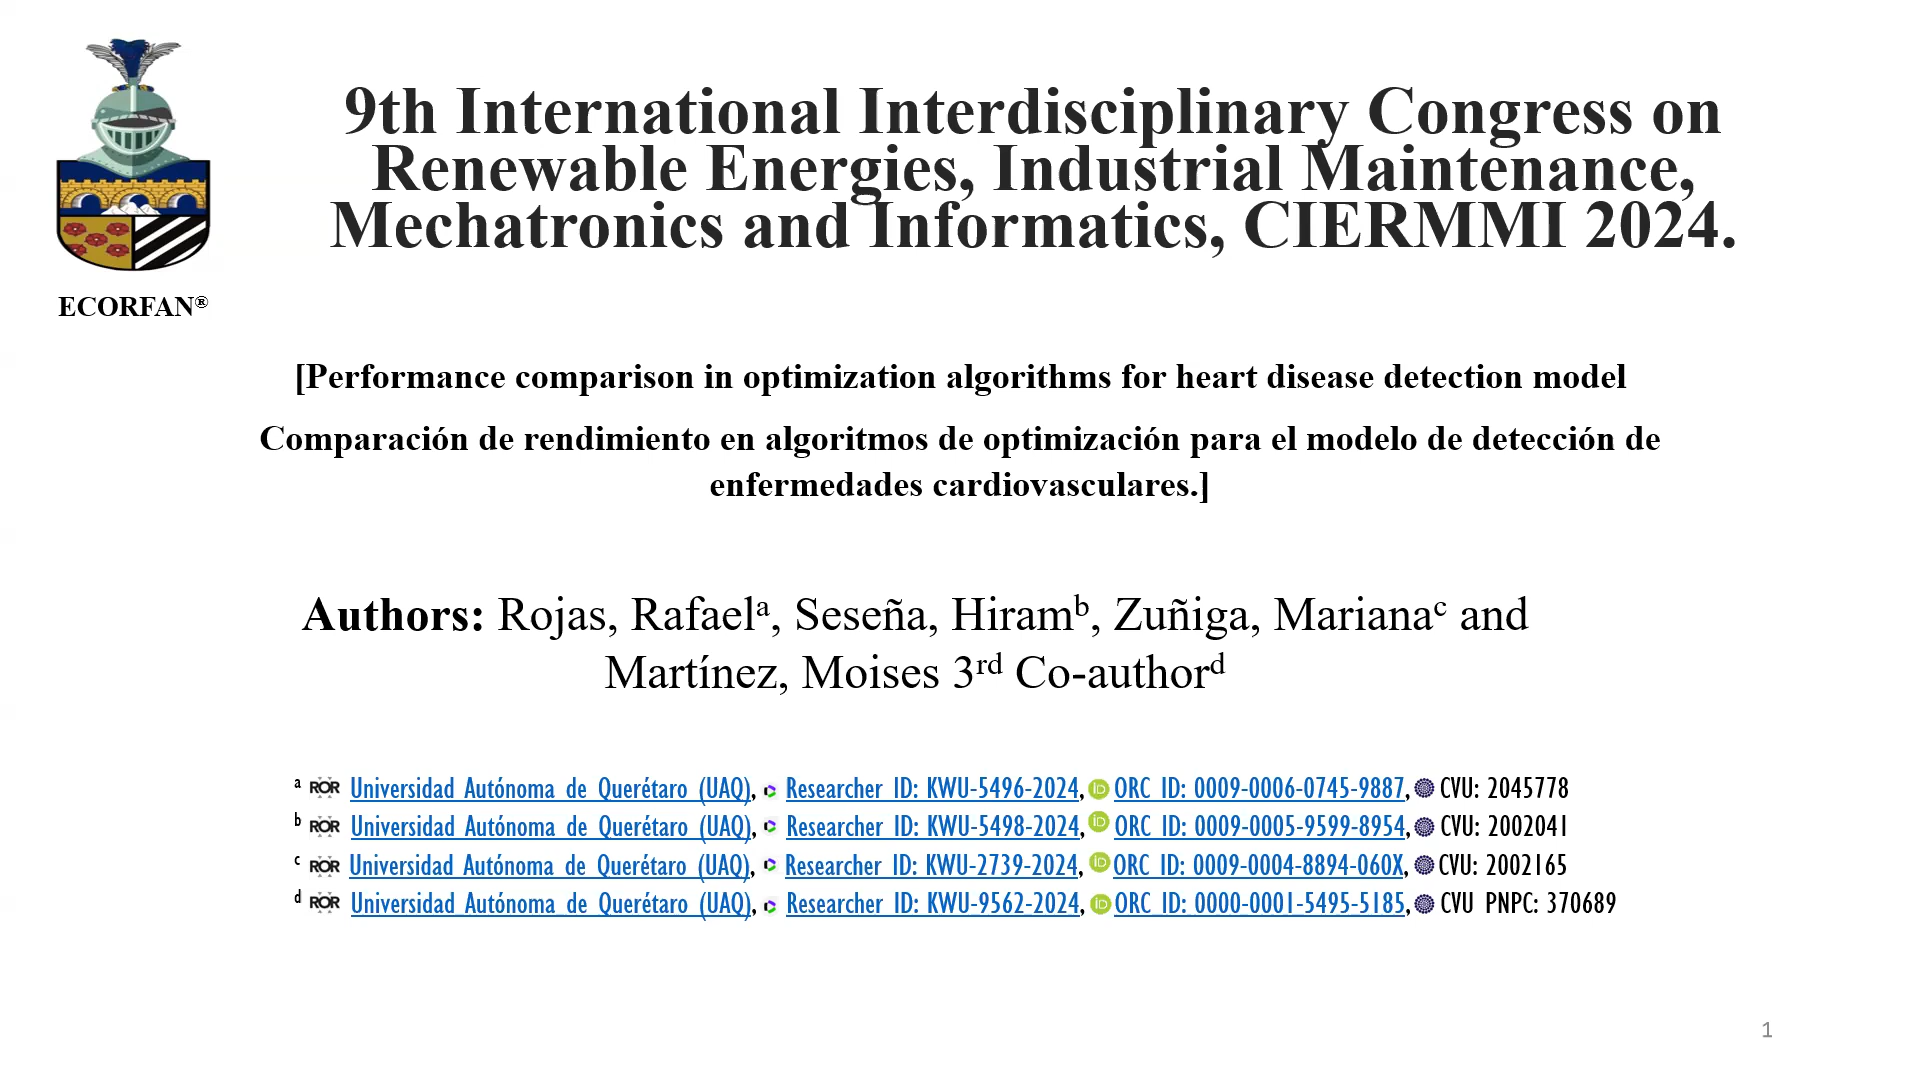 9th International Interdisciplinary Congress on
Renewable Energies, Industrial Maintenance,
Mechatronics and Informatics, CIERMMI 2024.
ECORFAN®
[Performance comparison in optimization algorithms for heart disease detection model
Comparación de rendimiento en algoritmos de optimización para el modelo de detección de
enfermedades cardiovasculares.]
Authors: Rojas, Rafaelᵃ, Seseña, Hiramᵇ, Zuñiga, Marianaᶜ and
Martínez, Moises 3ʳᵈ Co-authorᵈ
ᵃ ROR Universidad Autónoma de Querétaro (UAQ), Researcher ID: KWU-5496-2024, iD ORC ID: 0009-0006-0745-9887, CVU: 2045778
ᵇ ROR Universidad Autónoma de Querétaro (UAQ), Researcher ID: KWU-5498-2024, iD ORC ID: 0009-0005-9599-8954, CVU: 2002041
ᶜ ROR Universidad Autónoma de Querétaro (UAQ), Researcher ID: KWU-2739-2024, iD ORC ID: 0009-0004-8894-060X, CVU: 2002165
ᵈ ROR Universidad Autónoma de Querétaro (UAQ), Researcher ID: KWU-9562-2024, iD ORC ID: 0000-0001-5495-5185, CVU PNPC: 370689
1